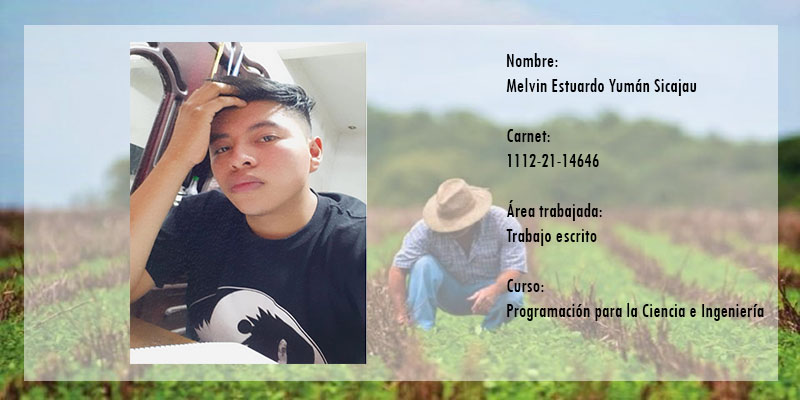 Nombre:
Melvin Estuardo Yumán Sicajau
Carnet:
1112-21-14646
Área trabajada:
Trabajo escrito
Curso:
Programación para la Ciencia e Ingeniería